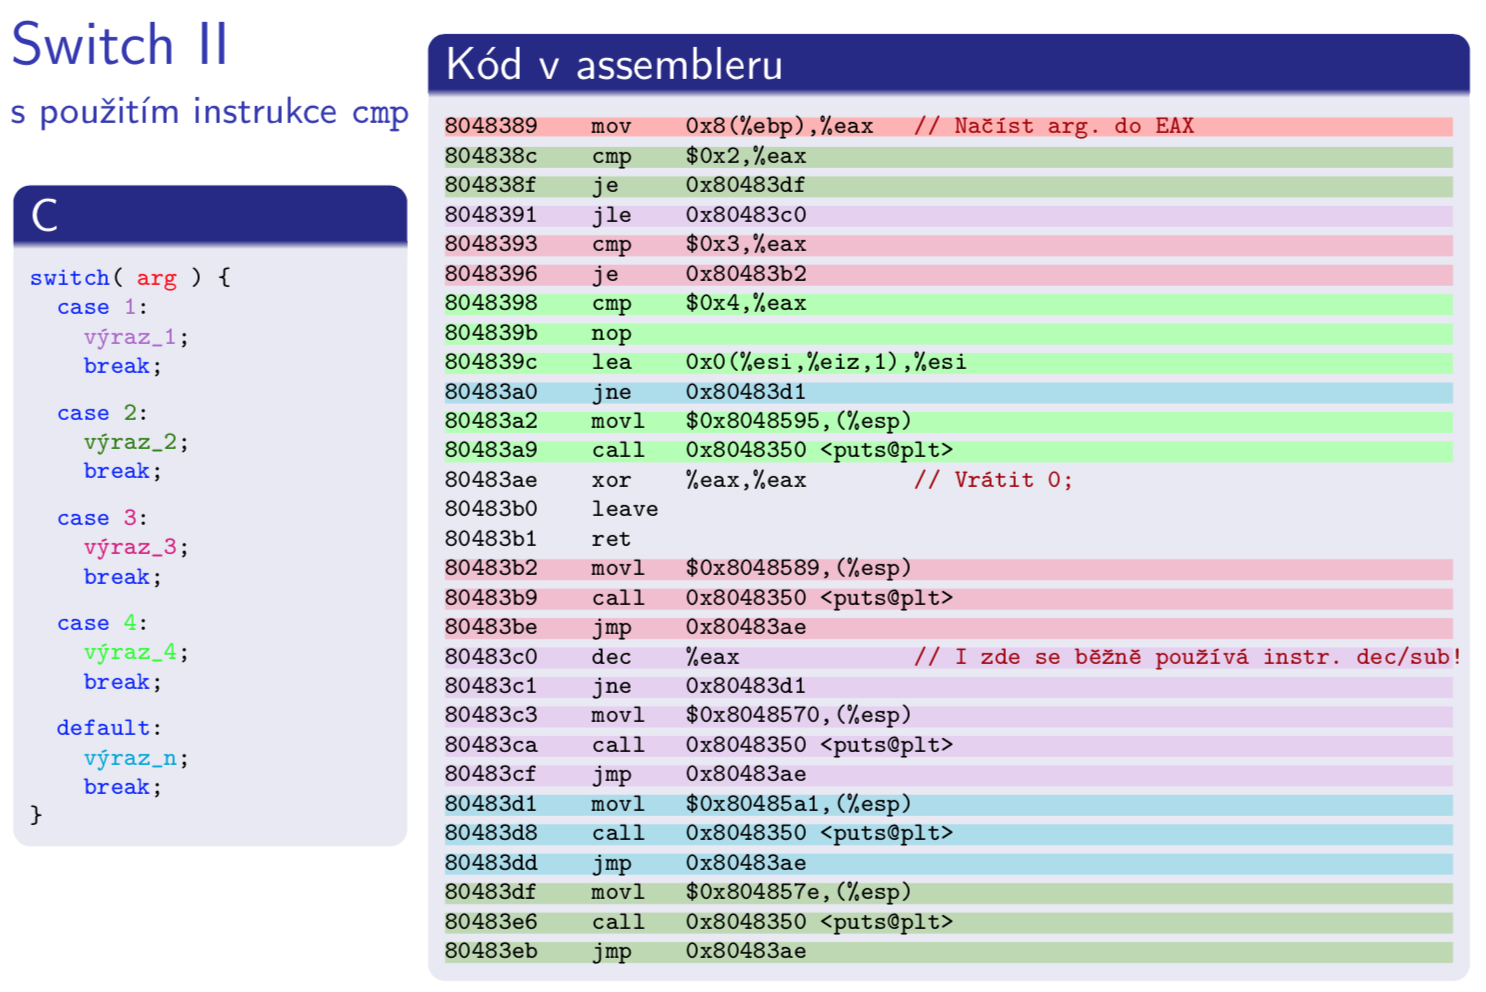 Switch II
s použitím instrukce cmp
C
switch( arg ) {
case 1:
výraz_1;
break;
case 2:
výraz_2;
break;
case 3:
výraz_3;
break;
case 4:
výraz_4;
break;
default:
výraz_n;
break;
}
Kód v assembleru
8048389 mov 0x8(%ebp),%eax // Načíst arg. do EAX
804838c cmp $0x2,%eax
804838f je 0x80483df
8048391 jle 0x80483c0
8048393 cmp $0x3,%eax
8048396 je 0x80483b2
8048398 cmp $0x4,%eax
804839b nop
804839c lea 0x0(%esi,%eiz,1),%esi
80483a0 jne 0x80483d1
80483a2 movl $0x8048595,(%esp)
80483a9 call 0x8048350 <puts@plt>
80483ae xor %eax,%eax // Vrátit 0;
80483b0 leave
80483b1 ret
80483b2 movl $0x8048589,(%esp)
80483b9 call 0x8048350 <puts@plt>
80483be jmp 0x80483ae
80483c0 dec %eax // I zde se běžně používá instr. dec/sub!
80483c1 jne 0x80483d1
80483c3 movl $0x8048570,(%esp)
80483ca call 0x8048350 <puts@plt>
80483cf jmp 0x80483ae
80483d1 movl $0x80485a1,(%esp)
80483d8 call 0x8048350 <puts@plt>
80483dd jmp 0x80483ae
80483df movl $0x804857e,(%esp)
80483e6 call 0x8048350 <puts@plt>
80483eb jmp 0x80483ae